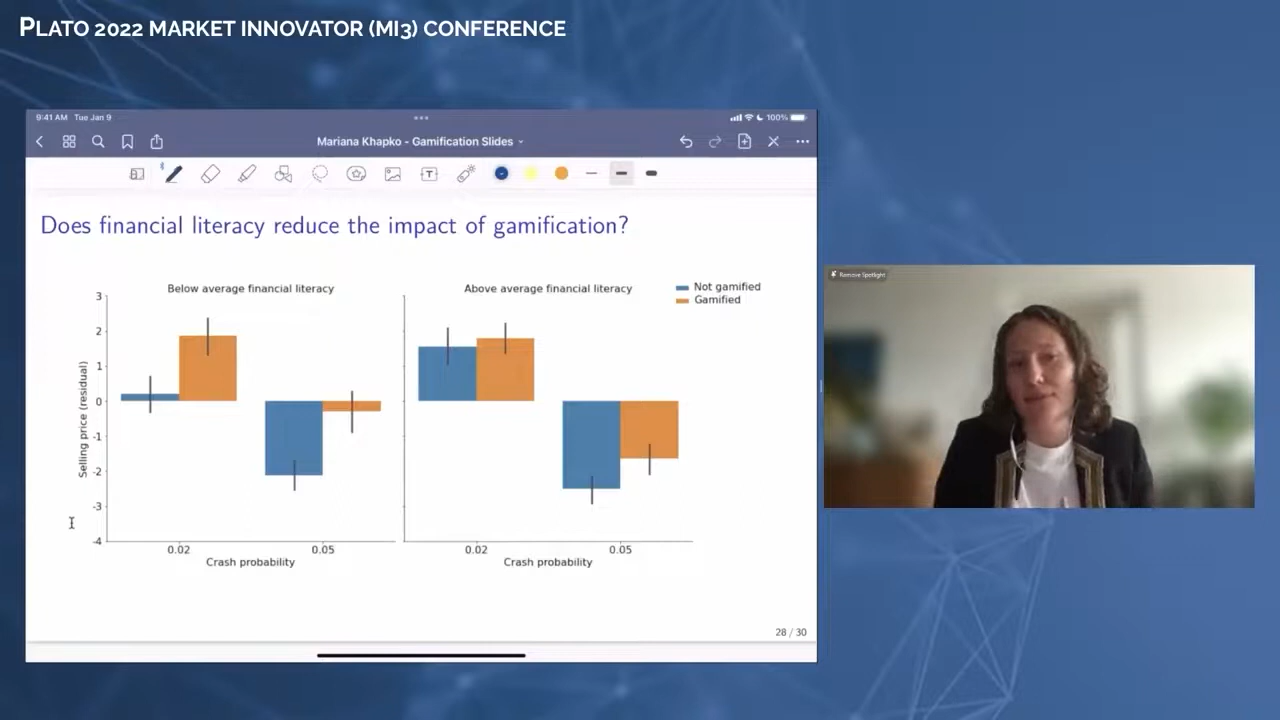 PLATO 2022 MARKET INNOVATOR (MI3) CONFERENCE
9:41 AM Tue Jan 9
100%
Mariana Khapko - Gamification Slides
T
Does financial literacy reduce the impact of gamification?
Below average financial literacy
Above average financial literacy
Not gamified
Gamified
Selling price (residual)
3
2
1
0
-1
-2
-3
-4
0.02
0.05
Crash probability
0.02
0.05
Crash probability
28 / 30
Remove Spotlight